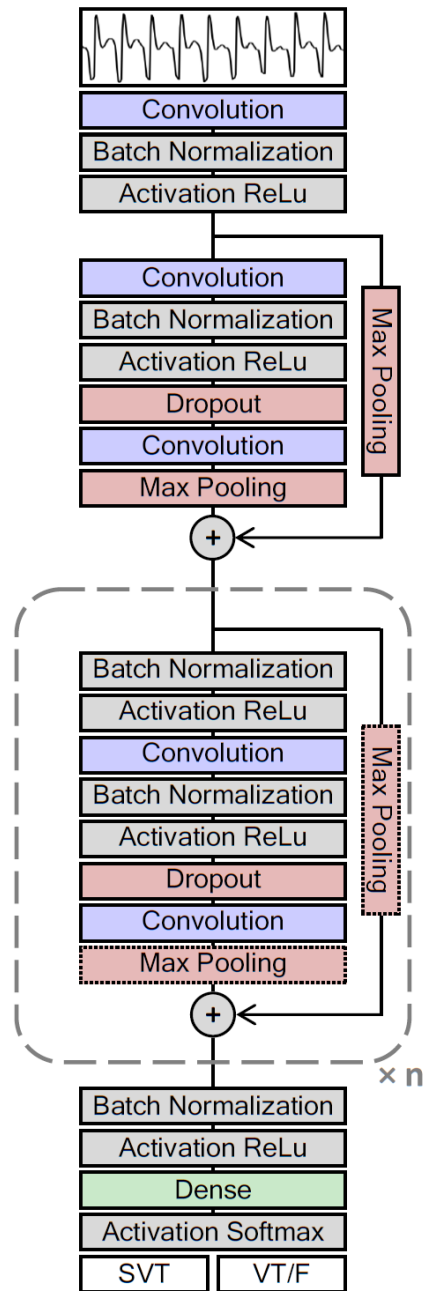 Convolution
Batch Normalization
Activation ReLu
Convolution
Batch Normalization
Activation ReLu
Dropout
Convolution
Max Pooling
Max Pooling
+
Batch Normalization
Activation ReLu
Convolution
Batch Normalization
Activation ReLu
Dropout
Convolution
Max Pooling
Max Pooling
+
× n
Batch Normalization
Activation ReLu
Dense
Activation Softmax
SVT
VT/F